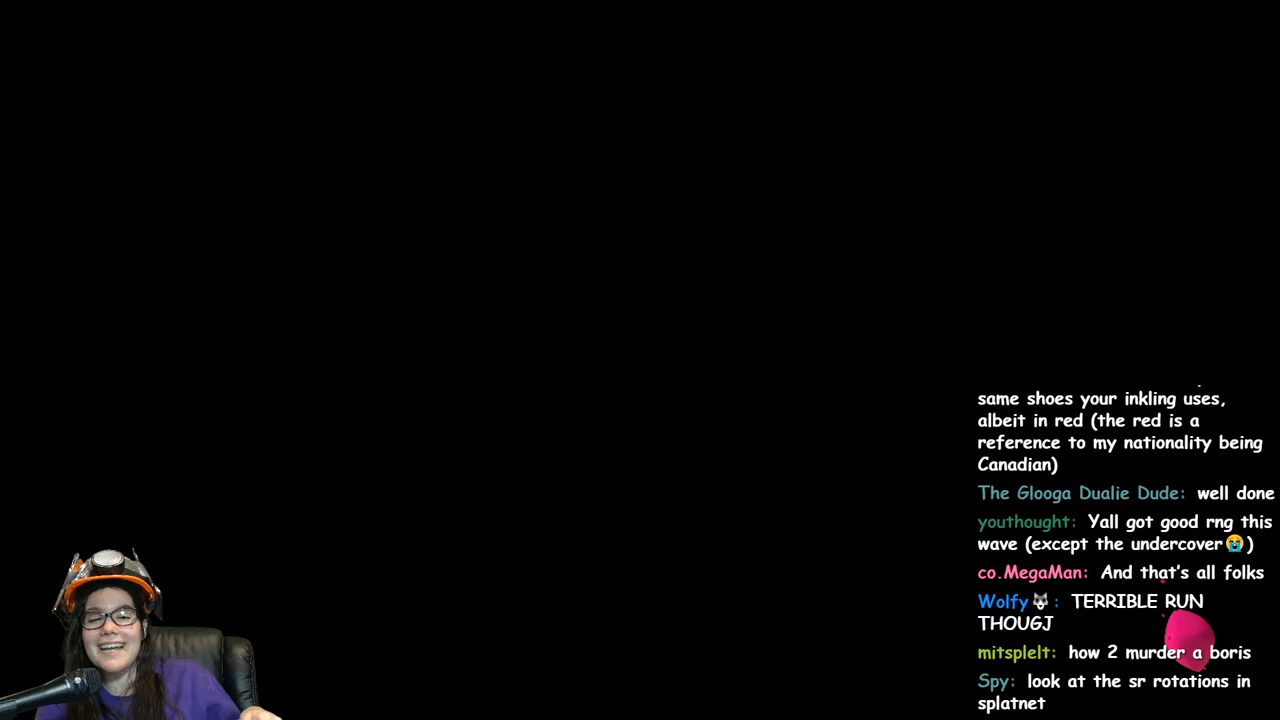 same shoes your inkling uses,
albeit in red (the red is a
reference to my nationality being
Canadian)
The Glooga Dualie Dude: well done
youthought: Yall got good rng this
wave (except the undercover😭)
co.MegaMan: And that's all folks
Wolfy🐺: TERRIBLE RUN
THOUGJ
mitsplelt: how 2 murder a boris
Spy: look at the sr rotations in
splatnet